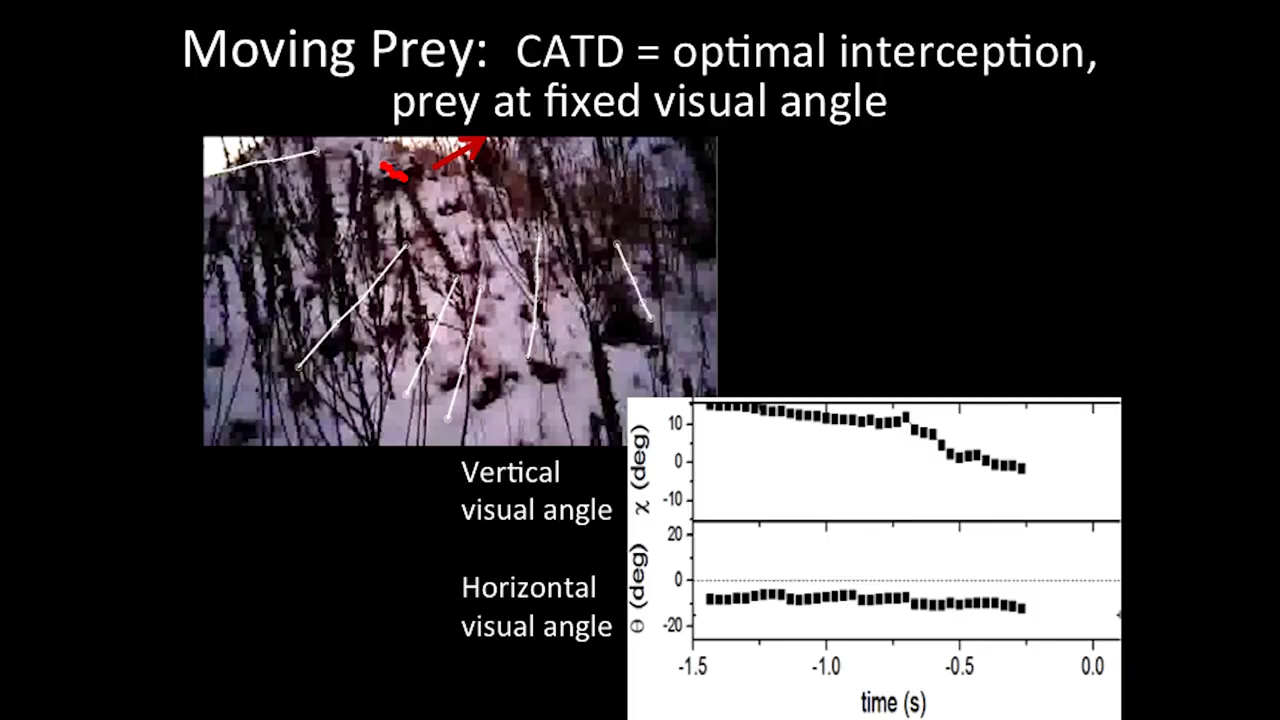 Moving Prey: CATD = optimal interception,
prey at fixed visual angle
Vertical
visual angle
Horizontal
visual angle
χ (deg)
10
0
-10
θ (deg)
20
0
-20
-1.5 -1.0 -0.5 0.0
time (s)